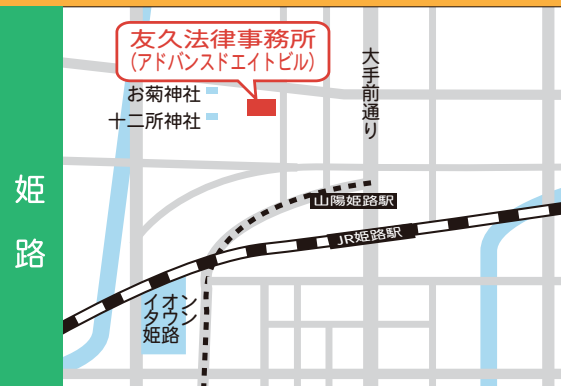 姫路
友久法律事務所
(アドバンスドエイトビル)
お菊神社
十二所神社
大手前通り
山陽姫路駅
JR姫路駅
イオン
タウン
姫路